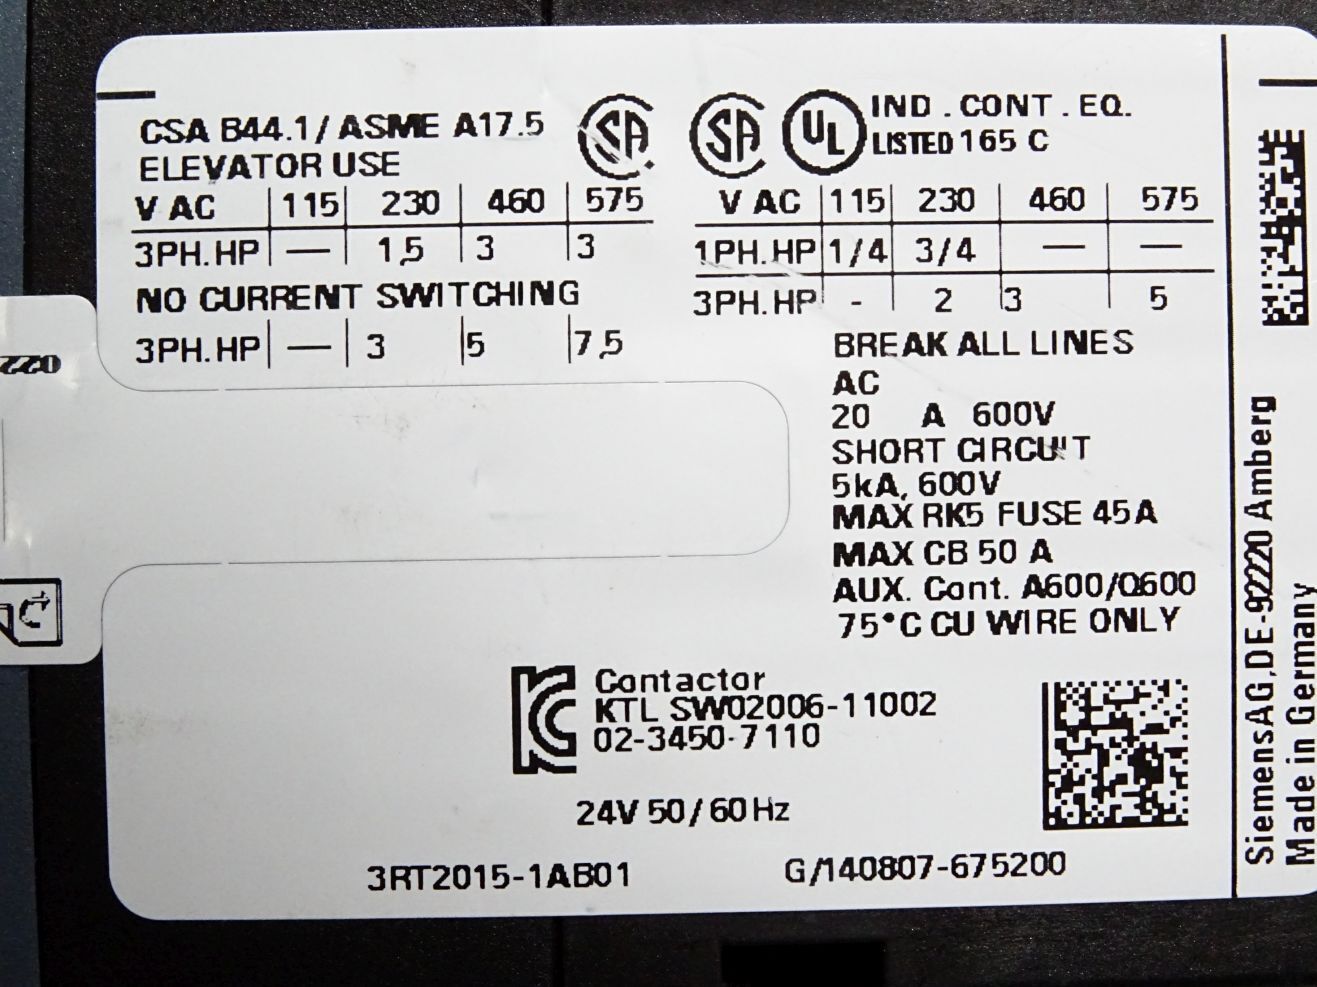 CSA B44.1/ASME A17.5
ELEVATOR USE
V AC 115 230 460 575
3PH.HP — 1,5 3 3
NO CURRENT SWITCHING
3PH.HP — 3 5 7,5
SA
SA
UL
IND.CONT.EQ.
LISTED 165 C
V AC 115 230 460 575
1PH.HP 1/4 3/4 — —
3PH.HP - 2 3 5
BREAK ALL LINES
AC
20 A 600V
SHORT CIRCUIT
5kA, 600V
MAX RK5 FUSE 45A
MAX CB 50 A
AUX. Cont. A600/Q600
75°C CU WIRE ONLY
Contactor
KTL SW02006-11002
02-3450-7110
24V 50/60Hz
3RT2015-1AB01 G/140807-675200
SiemensAG,DE-92220 Amberg
Made in Germany